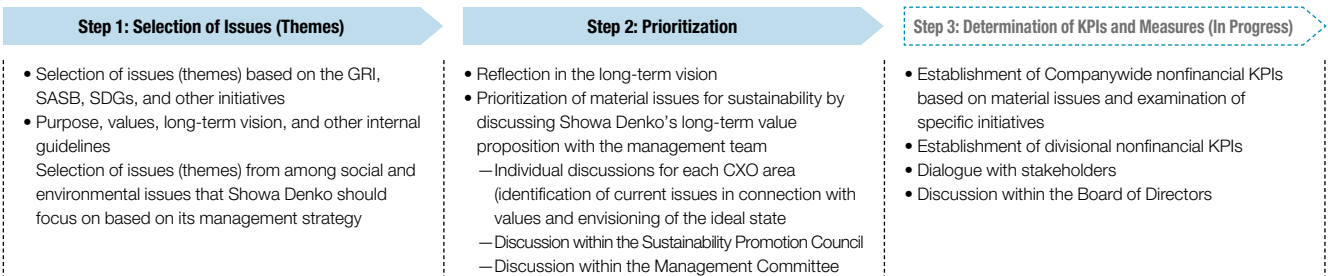 Step 1: Selection of Issues (Themes)
• Selection of issues (themes) based on the GRI,
SASB, SDGs, and other initiatives
• Purpose, values, long-term vision, and other internal
guidelines
Selection of issues (themes) from among social and
environmental issues that Showa Denko should
focus on based on its management strategy
Step 2: Prioritization
• Reflection in the long-term vision
• Prioritization of material issues for sustainability by
discussing Showa Denko's long-term value
proposition with the management team
—Individual discussions for each CXO area
(identification of current issues in connection with
values and envisioning of the ideal state
—Discussion within the Sustainability Promotion Council
—Discussion within the Management Committee
Step 3: Determination of KPIs and Measures (In Progress)
• Establishment of Companywide nonfinancial KPIs
based on material issues and examination of
specific initiatives
• Establishment of divisional nonfinancial KPIs
• Dialogue with stakeholders
• Discussion within the Board of Directors